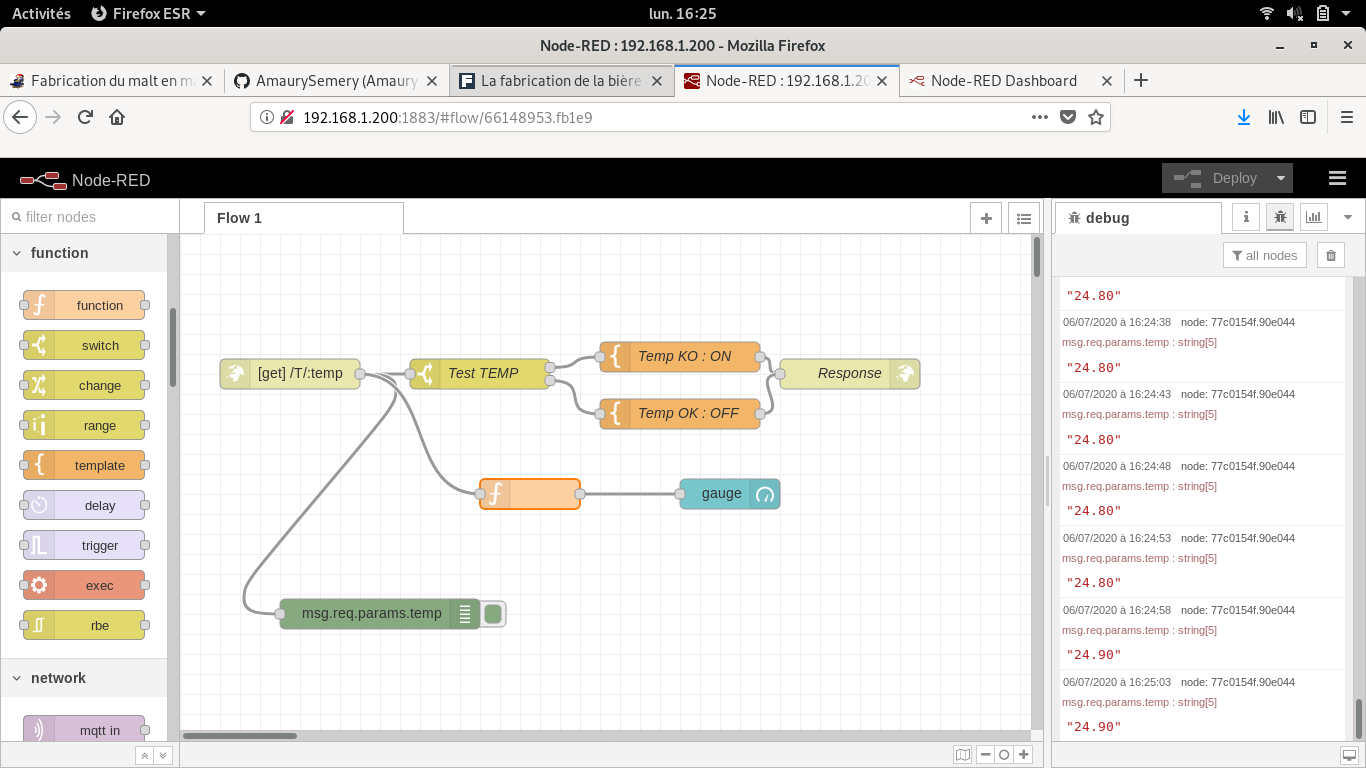 Activités
Firefox ESR
lun. 16:25
Node-RED : 192.168.1.200 - Mozilla Firefox
Fabrication du malt en m
AmaurySemery (Amaury
La fabrication de la bière
Node-RED : 192.168.1.20
Node-RED Dashboard
192.168.1.200:1883/#flow/66148953.fb1e9
Node-RED
Deploy
filter nodes
Flow 1
debug
all nodes
function
function
switch
change
range
template
delay
trigger
exec
rbe
network
mqtt in
[get] /T/:temp
Test TEMP
Temp KO : ON
Temp OK : OFF
Response
gauge
msg.req.params.temp
"24.80"
06/07/2020 à 16:24:38 node: 77c0154f.90e044
msg.req.params.temp : string[5]
"24.80"
06/07/2020 à 16:24:43 node: 77c0154f.90e044
msg.req.params.temp : string[5]
"24.80"
06/07/2020 à 16:24:48 node: 77c0154f.90e044
msg.req.params.temp : string[5]
"24.80"
06/07/2020 à 16:24:53 node: 77c0154f.90e044
msg.req.params.temp : string[5]
"24.80"
06/07/2020 à 16:24:58 node: 77c0154f.90e044
msg.req.params.temp : string[5]
"24.90"
06/07/2020 à 16:25:03 node: 77c0154f.90e044
msg.req.params.temp : string[5]
"24.90"